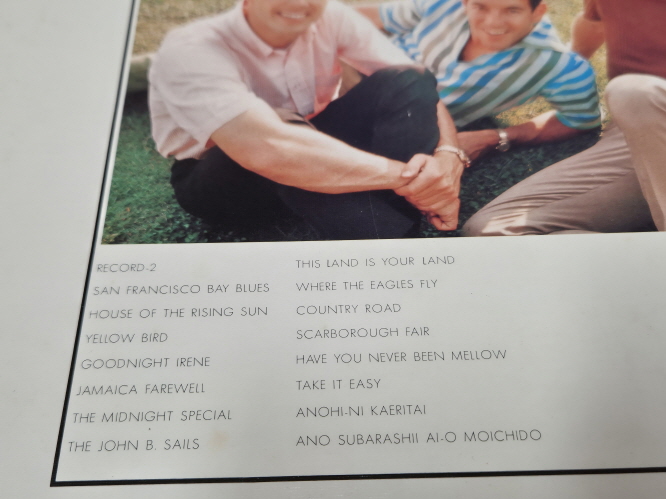 RECORD-2
SAN FRANCISCO BAY BLUES
HOUSE OF THE RISING SUN
YELLOW BIRD
GOODNIGHT IRENE
JAMAICA FAREWELL
THE MIDNIGHT SPECIAL
THE JOHN B. SAILS
THIS LAND IS YOUR LAND
WHERE THE EAGLES FLY
COUNTRY ROAD
SCARBOROUGH FAIR
HAVE YOU NEVER BEEN MELLOW
TAKE IT EASY
ANOHI-NI KAERITAI
ANO SUBARASHII AI-O MOICHIDO